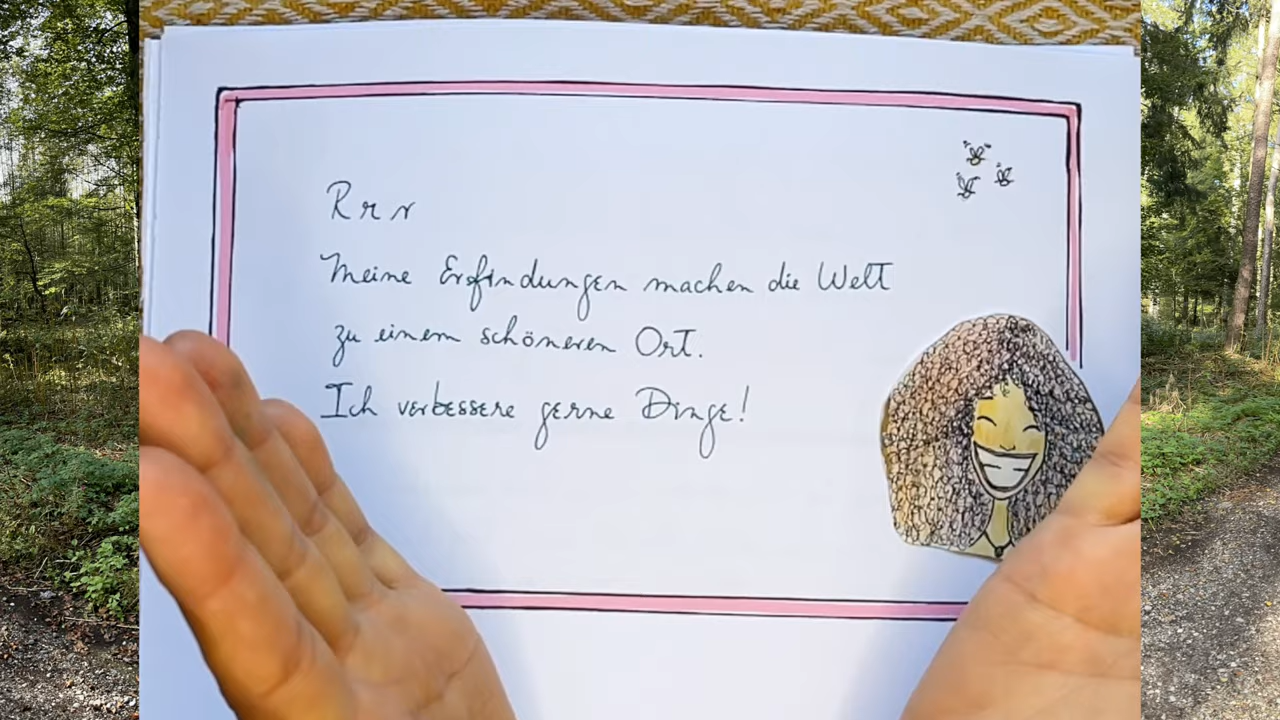 R r r
Meine Erfindungen machen die Welt
zu einem schöneren Ort.
Ich verbessere gerne Dinge!